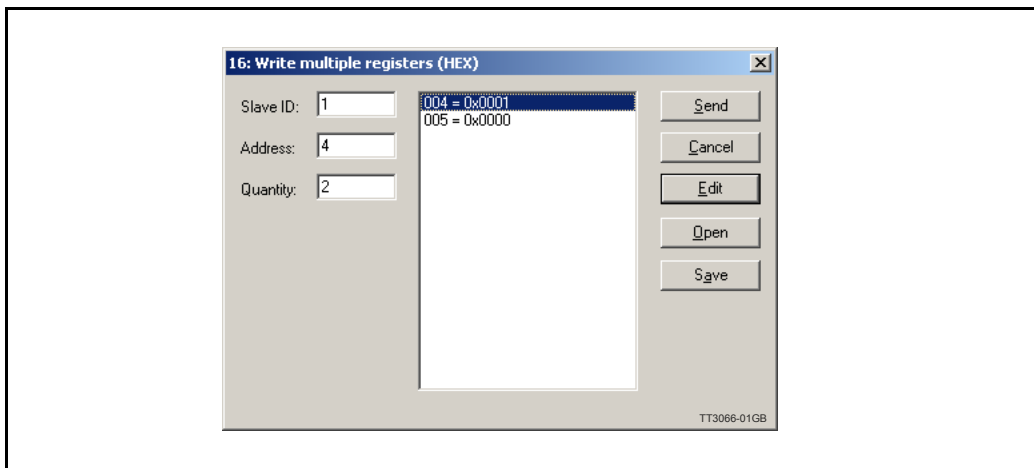 16: Write multiple registers (HEX)
Slave ID: 1
Address: 4
Quantity: 2
004 = 0x0001
005 = 0x0000
Send
Cancel
Edit
Open
Save
TT3066-01GB